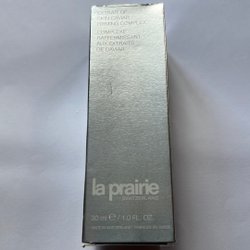 EXTRAIT OF
SKIN CAVIAR
FIRMING COMPLEX
COMPLEXE
RAFFERMISSANT
AUX EXTRAITS
DE CAVIAR
la prairie
SWITZERLAND
30 ml e / 1.0 FL. OZ.